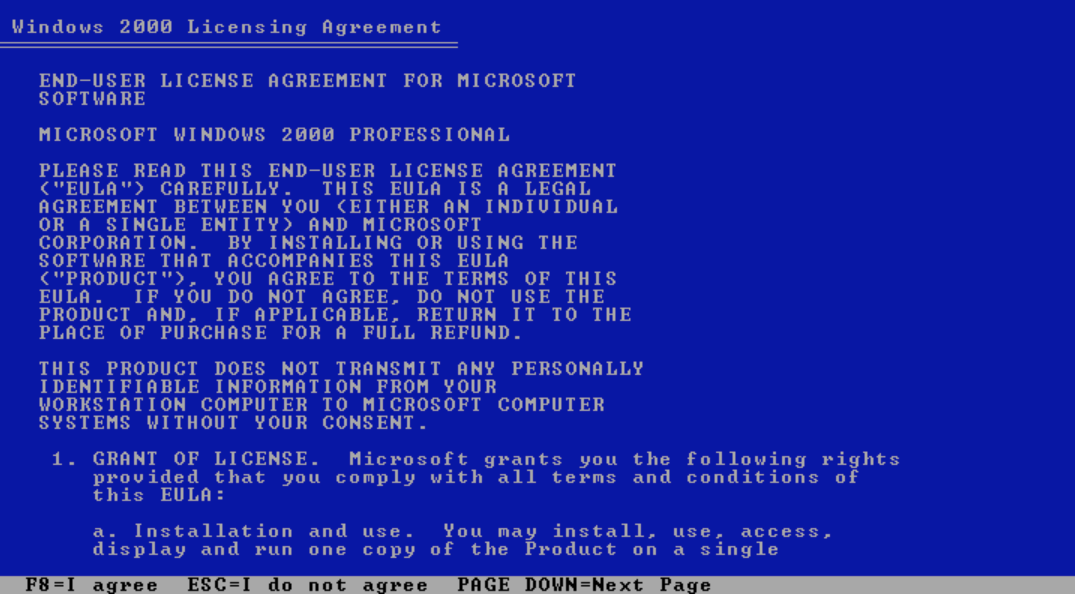 Windows 2000 Licensing Agreement
END-USER LICENSE AGREEMENT FOR MICROSOFT
SOFTWARE
MICROSOFT WINDOWS 2000 PROFESSIONAL
PLEASE READ THIS END-USER LICENSE AGREEMENT
("EULA") CAREFULLY.  THIS EULA IS A LEGAL
AGREEMENT BETWEEN YOU (EITHER AN INDIVIDUAL
OR A SINGLE ENTITY) AND MICROSOFT
CORPORATION.  BY INSTALLING OR USING THE
SOFTWARE THAT ACCOMPANIES THIS EULA
("PRODUCT"), YOU AGREE TO THE TERMS OF THIS
EULA.  IF YOU DO NOT AGREE, DO NOT USE THE
PRODUCT AND, IF APPLICABLE, RETURN IT TO THE
PLACE OF PURCHASE FOR A FULL REFUND.
THIS PRODUCT DOES NOT TRANSMIT ANY PERSONALLY
IDENTIFIABLE INFORMATION FROM YOUR
WORKSTATION COMPUTER TO MICROSOFT COMPUTER
SYSTEMS WITHOUT YOUR CONSENT.
1. GRANT OF LICENSE.  Microsoft grants you the following rights
provided that you comply with all terms and conditions of
this EULA:
a. Installation and use.  You may install, use, access,
display and run one copy of the Product on a single
F8=I agree  ESC=I do not agree  PAGE DOWN=Next Page